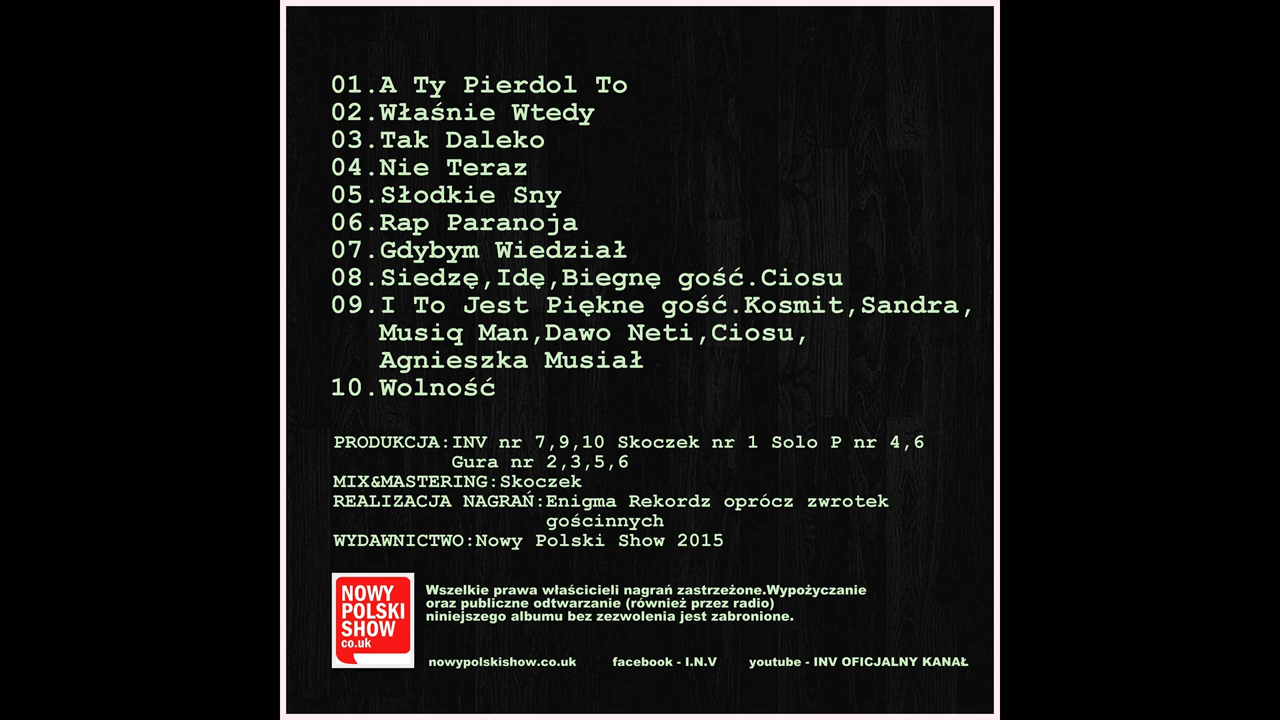 01.A Ty Pierdol To
02.Właśnie Wtedy
03.Tak Daleko
04.Nie Teraz
05.Słodkie Sny
06.Rap Paranoja
07.Gdybym Wiedział
08.Siedzę,Idę,Biegnę gość.Ciosu
09.I To Jest Piękne gość.Kosmit,Sandra,
Musiq Man,Dawo Neti,Ciosu,
Agnieszka Musiał
10.Wolność
PRODUKCJA:INV nr 7,9,10 Skoczek nr 1 Solo P nr 4,6
Gura nr 2,3,5,6
MIX&MASTERING:Skoczek
REALIZACJA NAGRAŃ:Enigma Rekordz oprócz zwrotek
gościnnych
WYDAWNICTWO:Nowy Polski Show 2015
NOWY
POLSKI
SHOW
co.uk
Wszelkie prawa właścicieli nagrań zastrzeżone.Wypożyczanie
oraz publiczne odtwarzanie (również przez radio)
niniejszego albumu bez zezwolenia jest zabronione.
nowypolskishow.co.uk facebook - I.N.V youtube - INV OFICJALNY KANAŁ